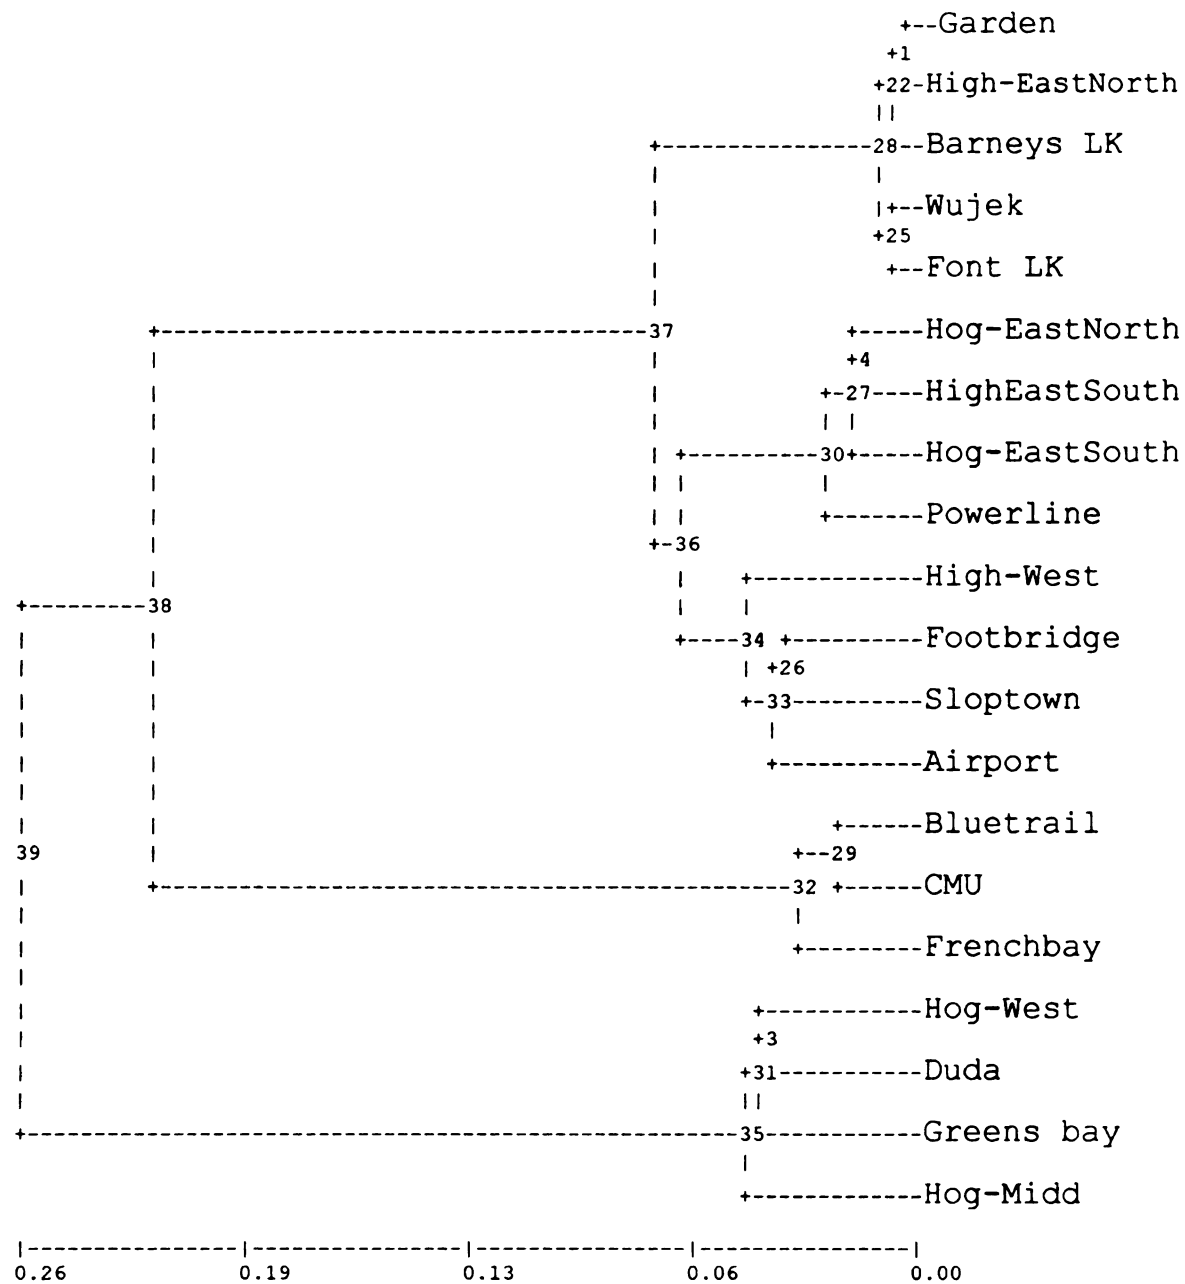 +--Garden
+1
+22-High-EastNorth
||
+----------------28--Barneys LK
| |
| |+--Wujek
| +25
| +--Font LK
|
+-------------------------------------37 +-----Hog-EastNorth
| | +4
| | +-27----HighEastSouth
| | | |
| | +----------30+-----Hog-EastSouth
| | | |
| | | +-------Powerline
| +-36
| | +-------------High-West
+---------38 | |
| | +----34 +----------Footbridge
| | | +26
| | +-33----------Sloptown
| | |
| | +-----------Airport
| |
| | +------Bluetrail
39 | +--29
| +------------------------------------------------32 +------CMU
| |
| +---------Frenchbay
|
| +------------Hog-West
| +3
| +31-----------Duda
| ||
+------------------------------------------------------35------------Greens bay
|
+-------------Hog-Midd
|----------------|----------------|----------------|----------------|
0.26 0.19 0.13 0.06 0.00